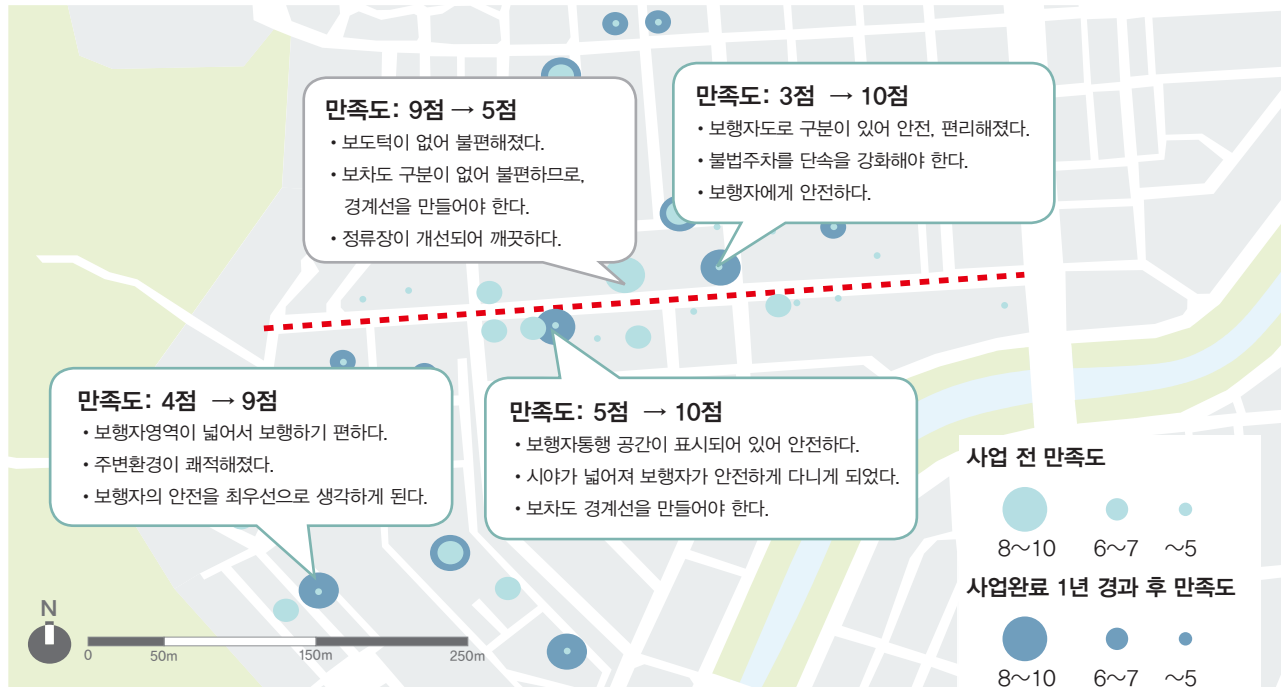 만족도: 9점 → 5점
• 보도턱이 없어 불편해졌다.
• 보차도 구분이 없어 불편하므로,
경계선을 만들어야 한다.
• 정류장이 개선되어 깨끗하다.
만족도: 3점 → 10점
• 보행자도로 구분이 있어 안전, 편리해졌다.
• 불법주차를 단속을 강화해야 한다.
• 보행자에게 안전하다.
만족도: 4점 → 9점
• 보행자영역이 넓어서 보행하기 편하다.
• 주변환경이 쾌적해졌다.
• 보행자의 안전을 최우선으로 생각하게 된다.
만족도: 5점 → 10점
• 보행자통행 공간이 표시되어 있어 안전하다.
• 시야가 넓어져 보행자가 안전하게 다니게 되었다.
• 보차도 경계선을 만들어야 한다.
사업 전 만족도
8~10 6~7 ~5
사업완료 1년 경과 후 만족도
8~10 6~7 ~5
N
0 50m 150m 250m